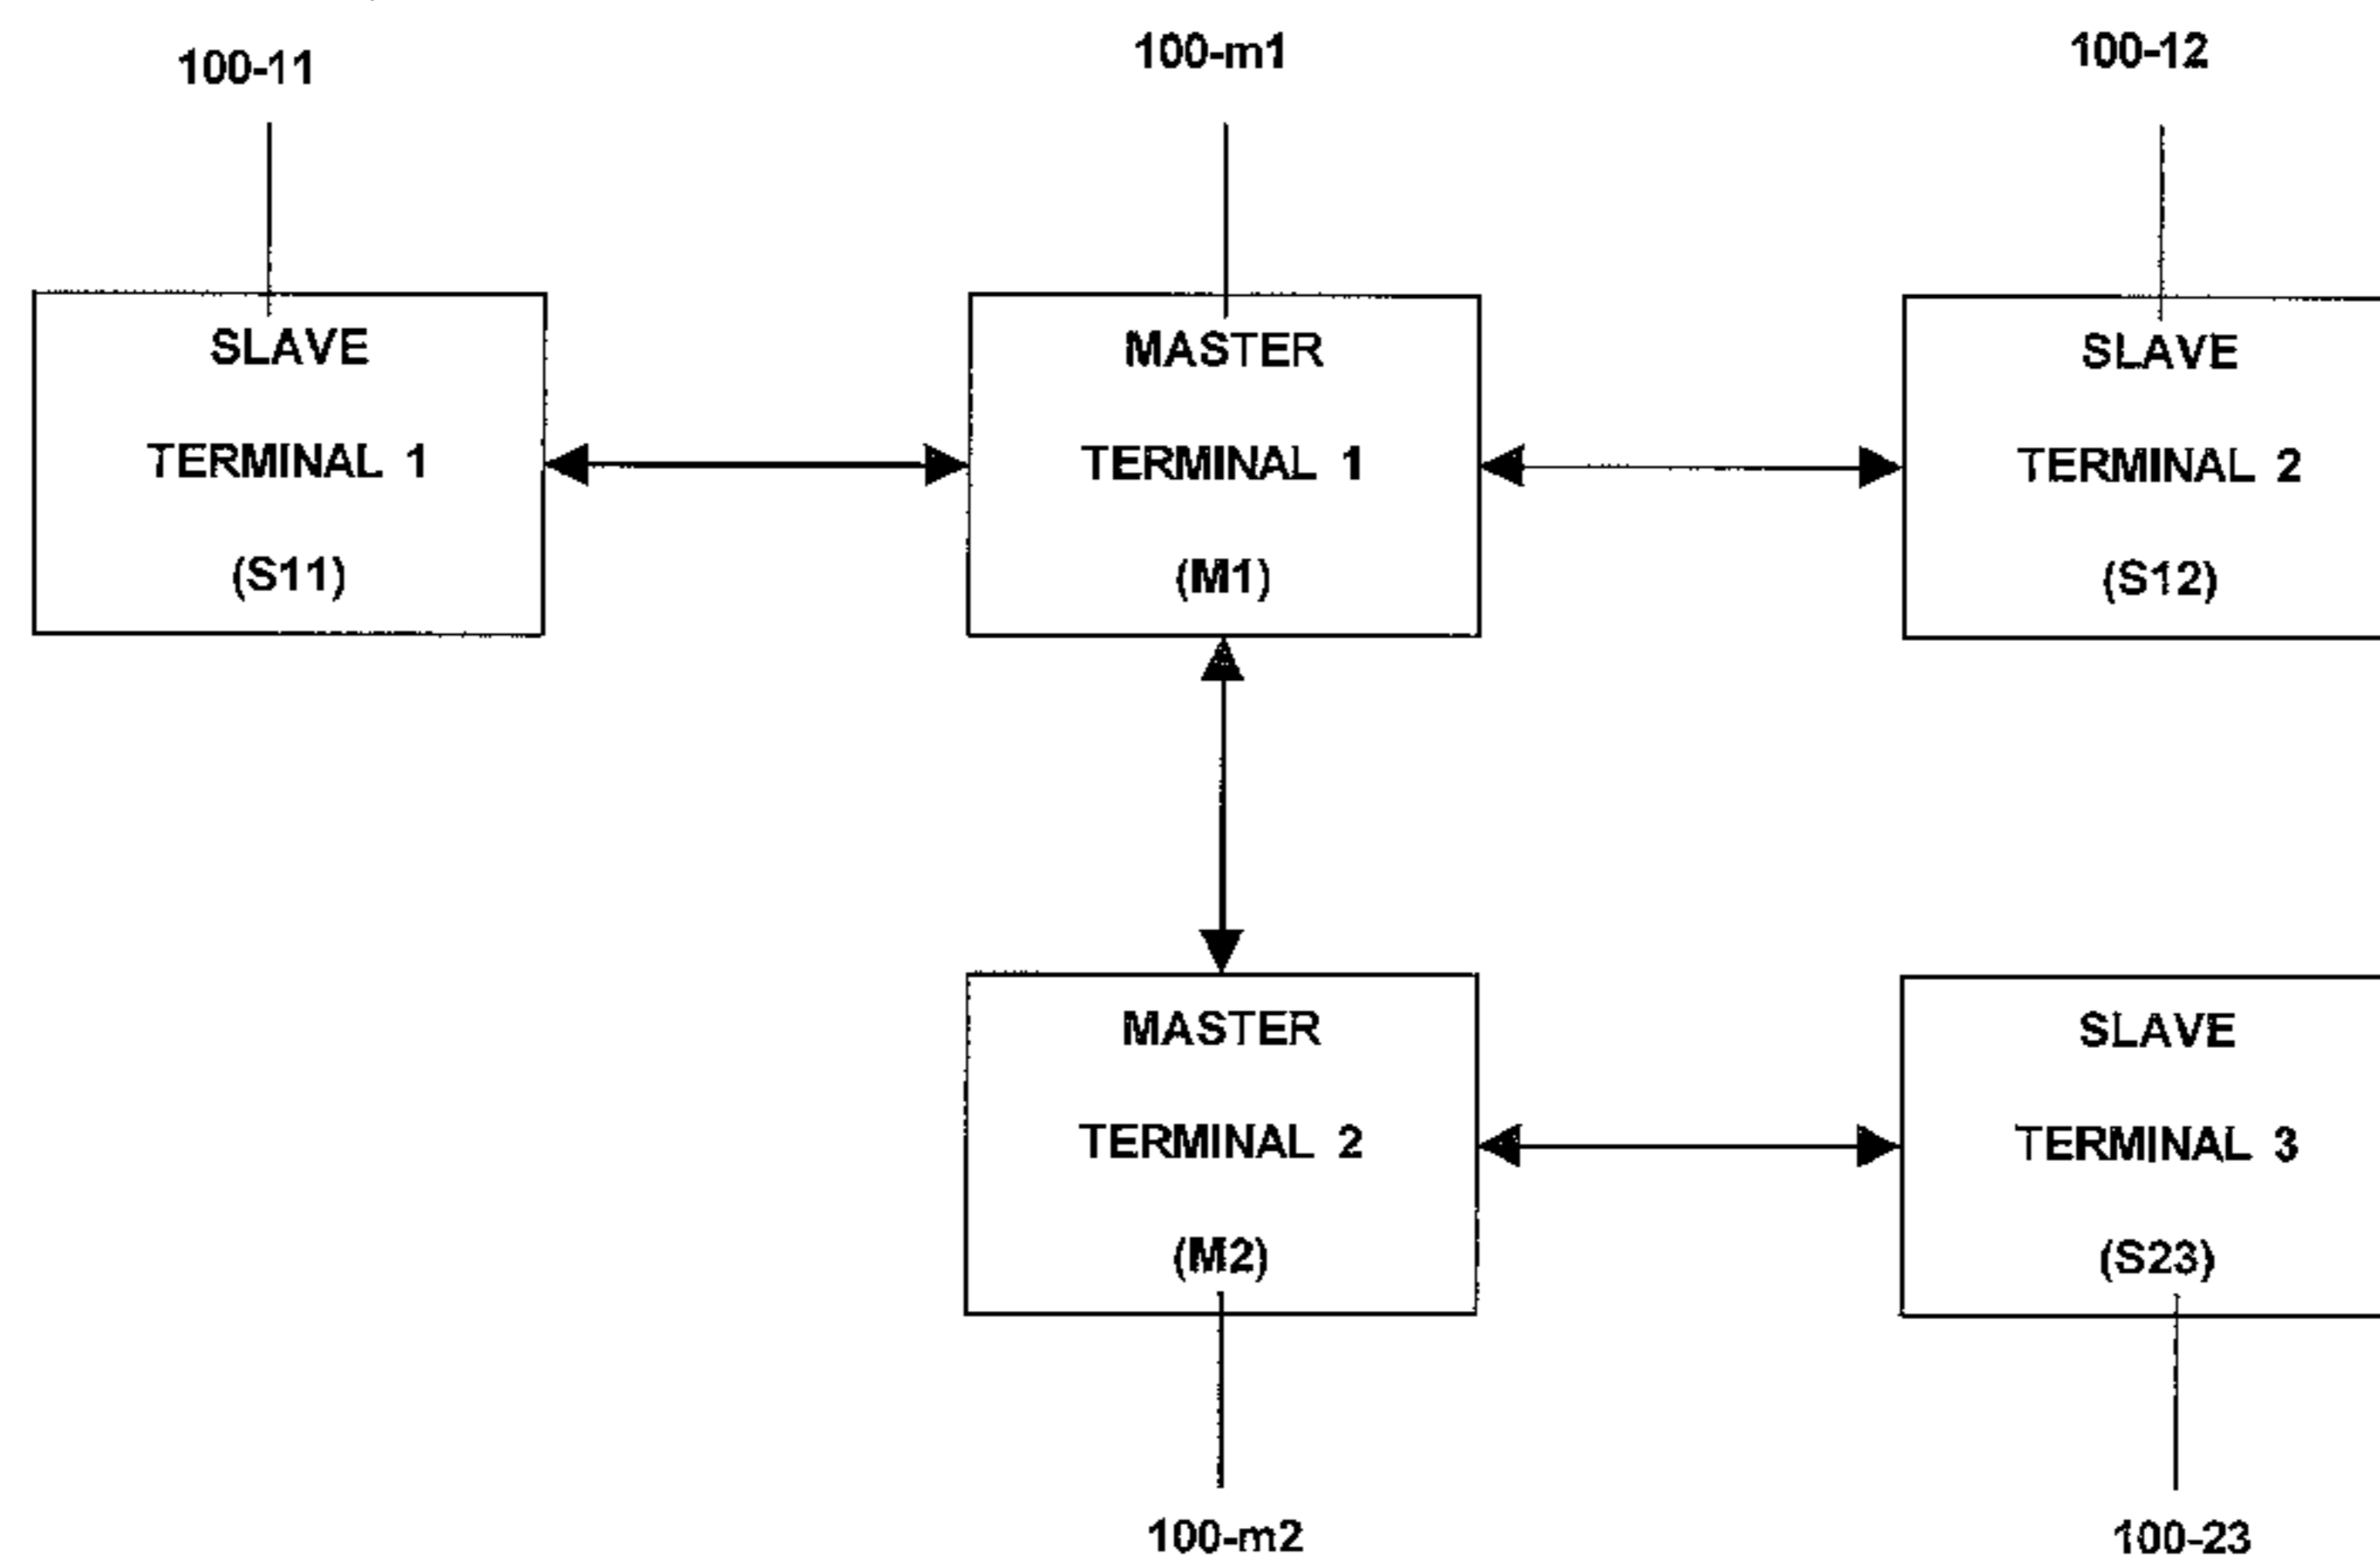 100-11
100-m1
100-12
SLAVE
TERMINAL 1
(S11)
MASTER
TERMINAL 1
(M1)
SLAVE
TERMINAL 2
(S12)
MASTER
TERMINAL 2
(M2)
SLAVE
TERMINAL 3
(S23)
100-m2
100-23